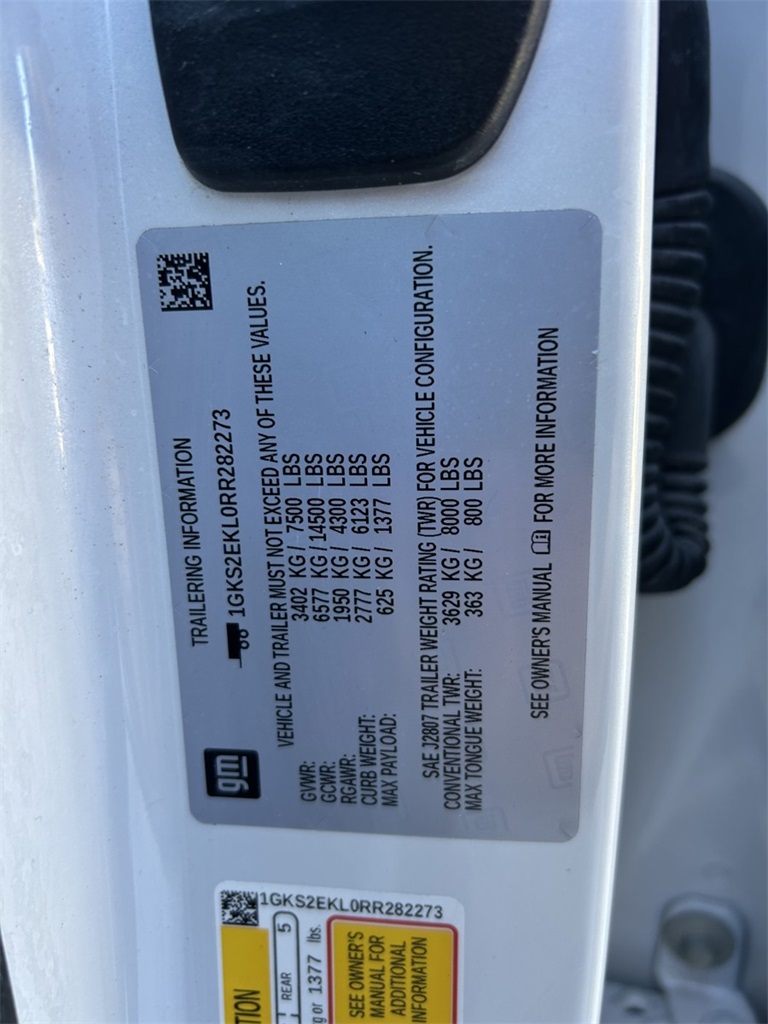 TRAILERING INFORMATION
gm 1GKS2EKL0RR282273
VEHICLE AND TRAILER MUST NOT EXCEED ANY OF THESE VALUES.
GVWR: 3402 KG / 7500 LBS
GCWR: 6577 KG / 14500 LBS
RGAWR: 1950 KG / 4300 LBS
CURB WEIGHT: 2777 KG / 6123 LBS
MAX PAYLOAD: 625 KG / 1377 LBS
SAE J2807 TRAILER WEIGHT RATING (TWR) FOR VEHICLE CONFIGURATION.
CONVENTIONAL TWR: 3629 KG / 8000 LBS
MAX TONGUE WEIGHT: 363 KG / 800 LBS
SEE OWNER'S MANUAL FOR MORE INFORMATION
1GKS2EKL0RR282273
REAR 5
or 1377 lbs.
SEE OWNER'S
MANUAL FOR
ADDITIONAL
INFORMATION